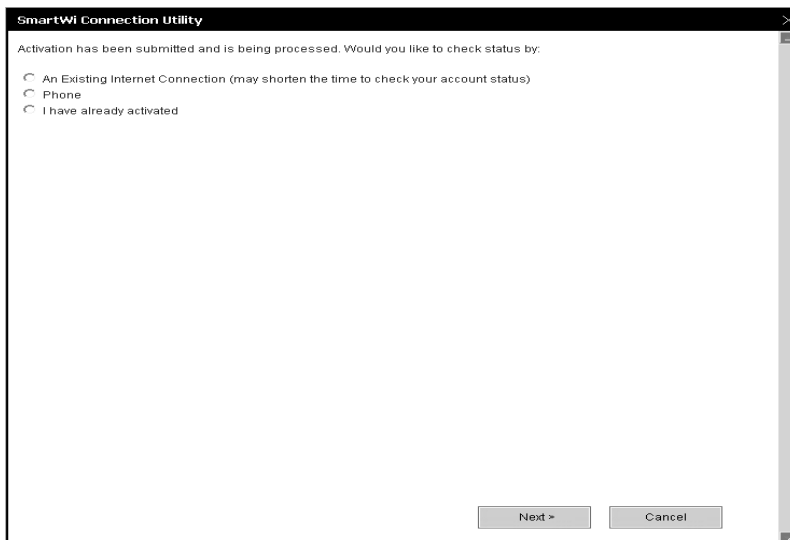 SmartWi Connection Utility
Activation has been submitted and is being processed. Would you like to check status by:
An Existing Internet Connection (may shorten the time to check your account status)
Phone
I have already activated
Next > Cancel